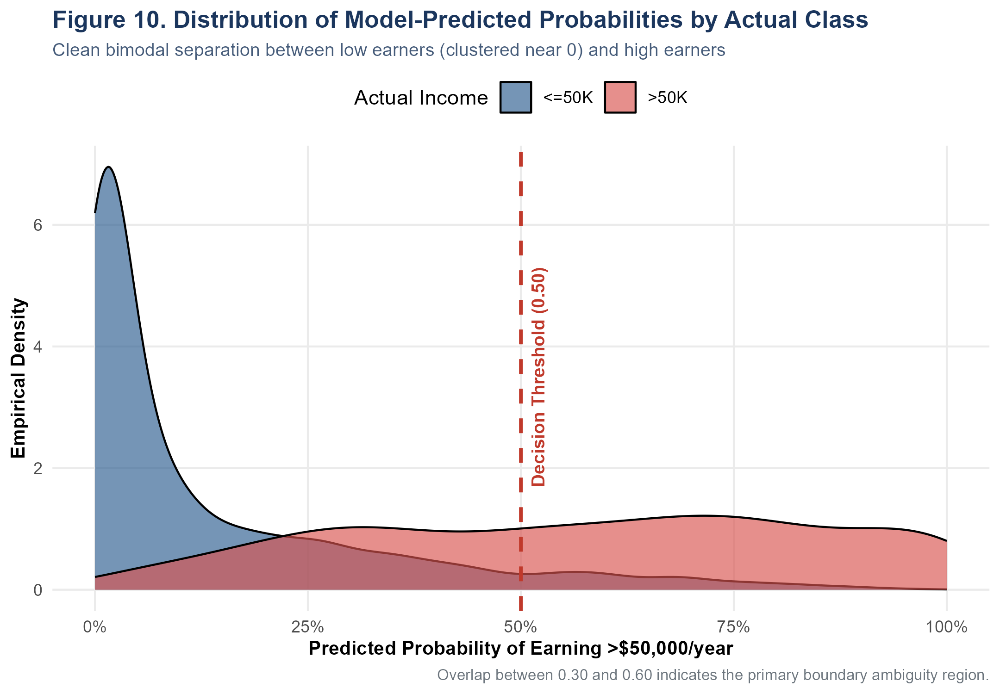 Figure 10. Distribution of Model-Predicted Probabilities by Actual Class
Clean bimodal separation between low earners (clustered near 0) and high earners
Actual Income <=50K >50K
Empirical Density
6
4
2
0
Decision Threshold (0.50)
0% 25% 50% 75% 100%
Predicted Probability of Earning >$50,000/year
Overlap between 0.30 and 0.60 indicates the primary boundary ambiguity region.